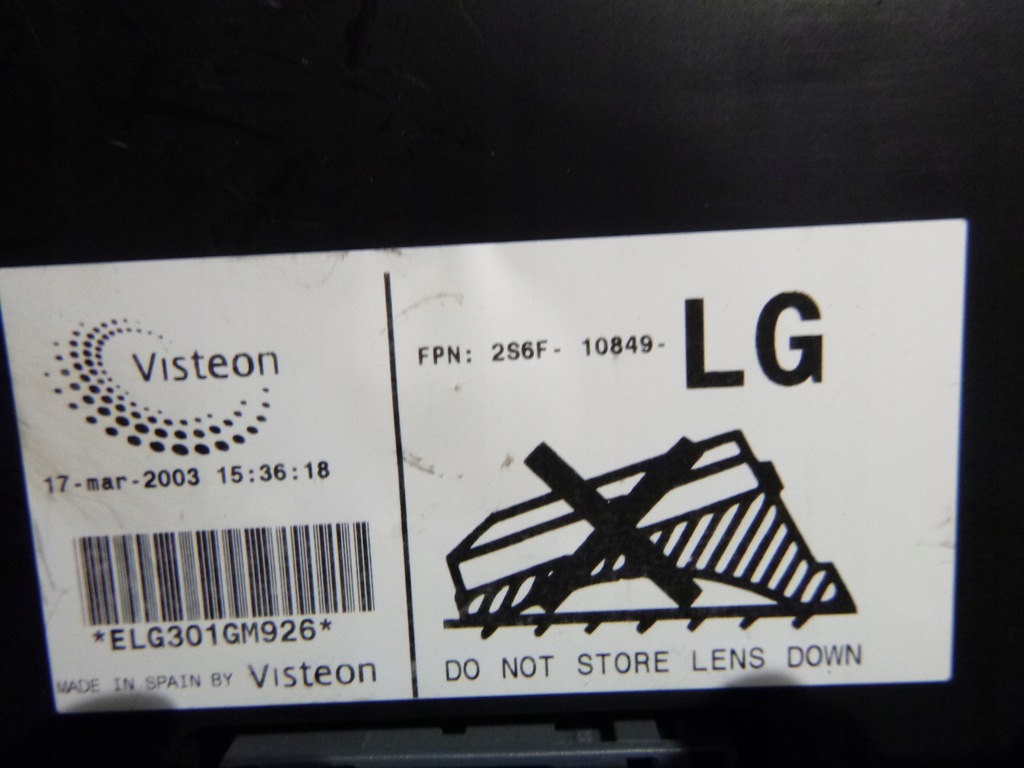 Visteon
17-mar-2003 15:36:18
*ELG301GM926*
MADE IN SPAIN BY Visteon
FPN: 2S6F- 10849-LG
DO NOT STORE LENS DOWN